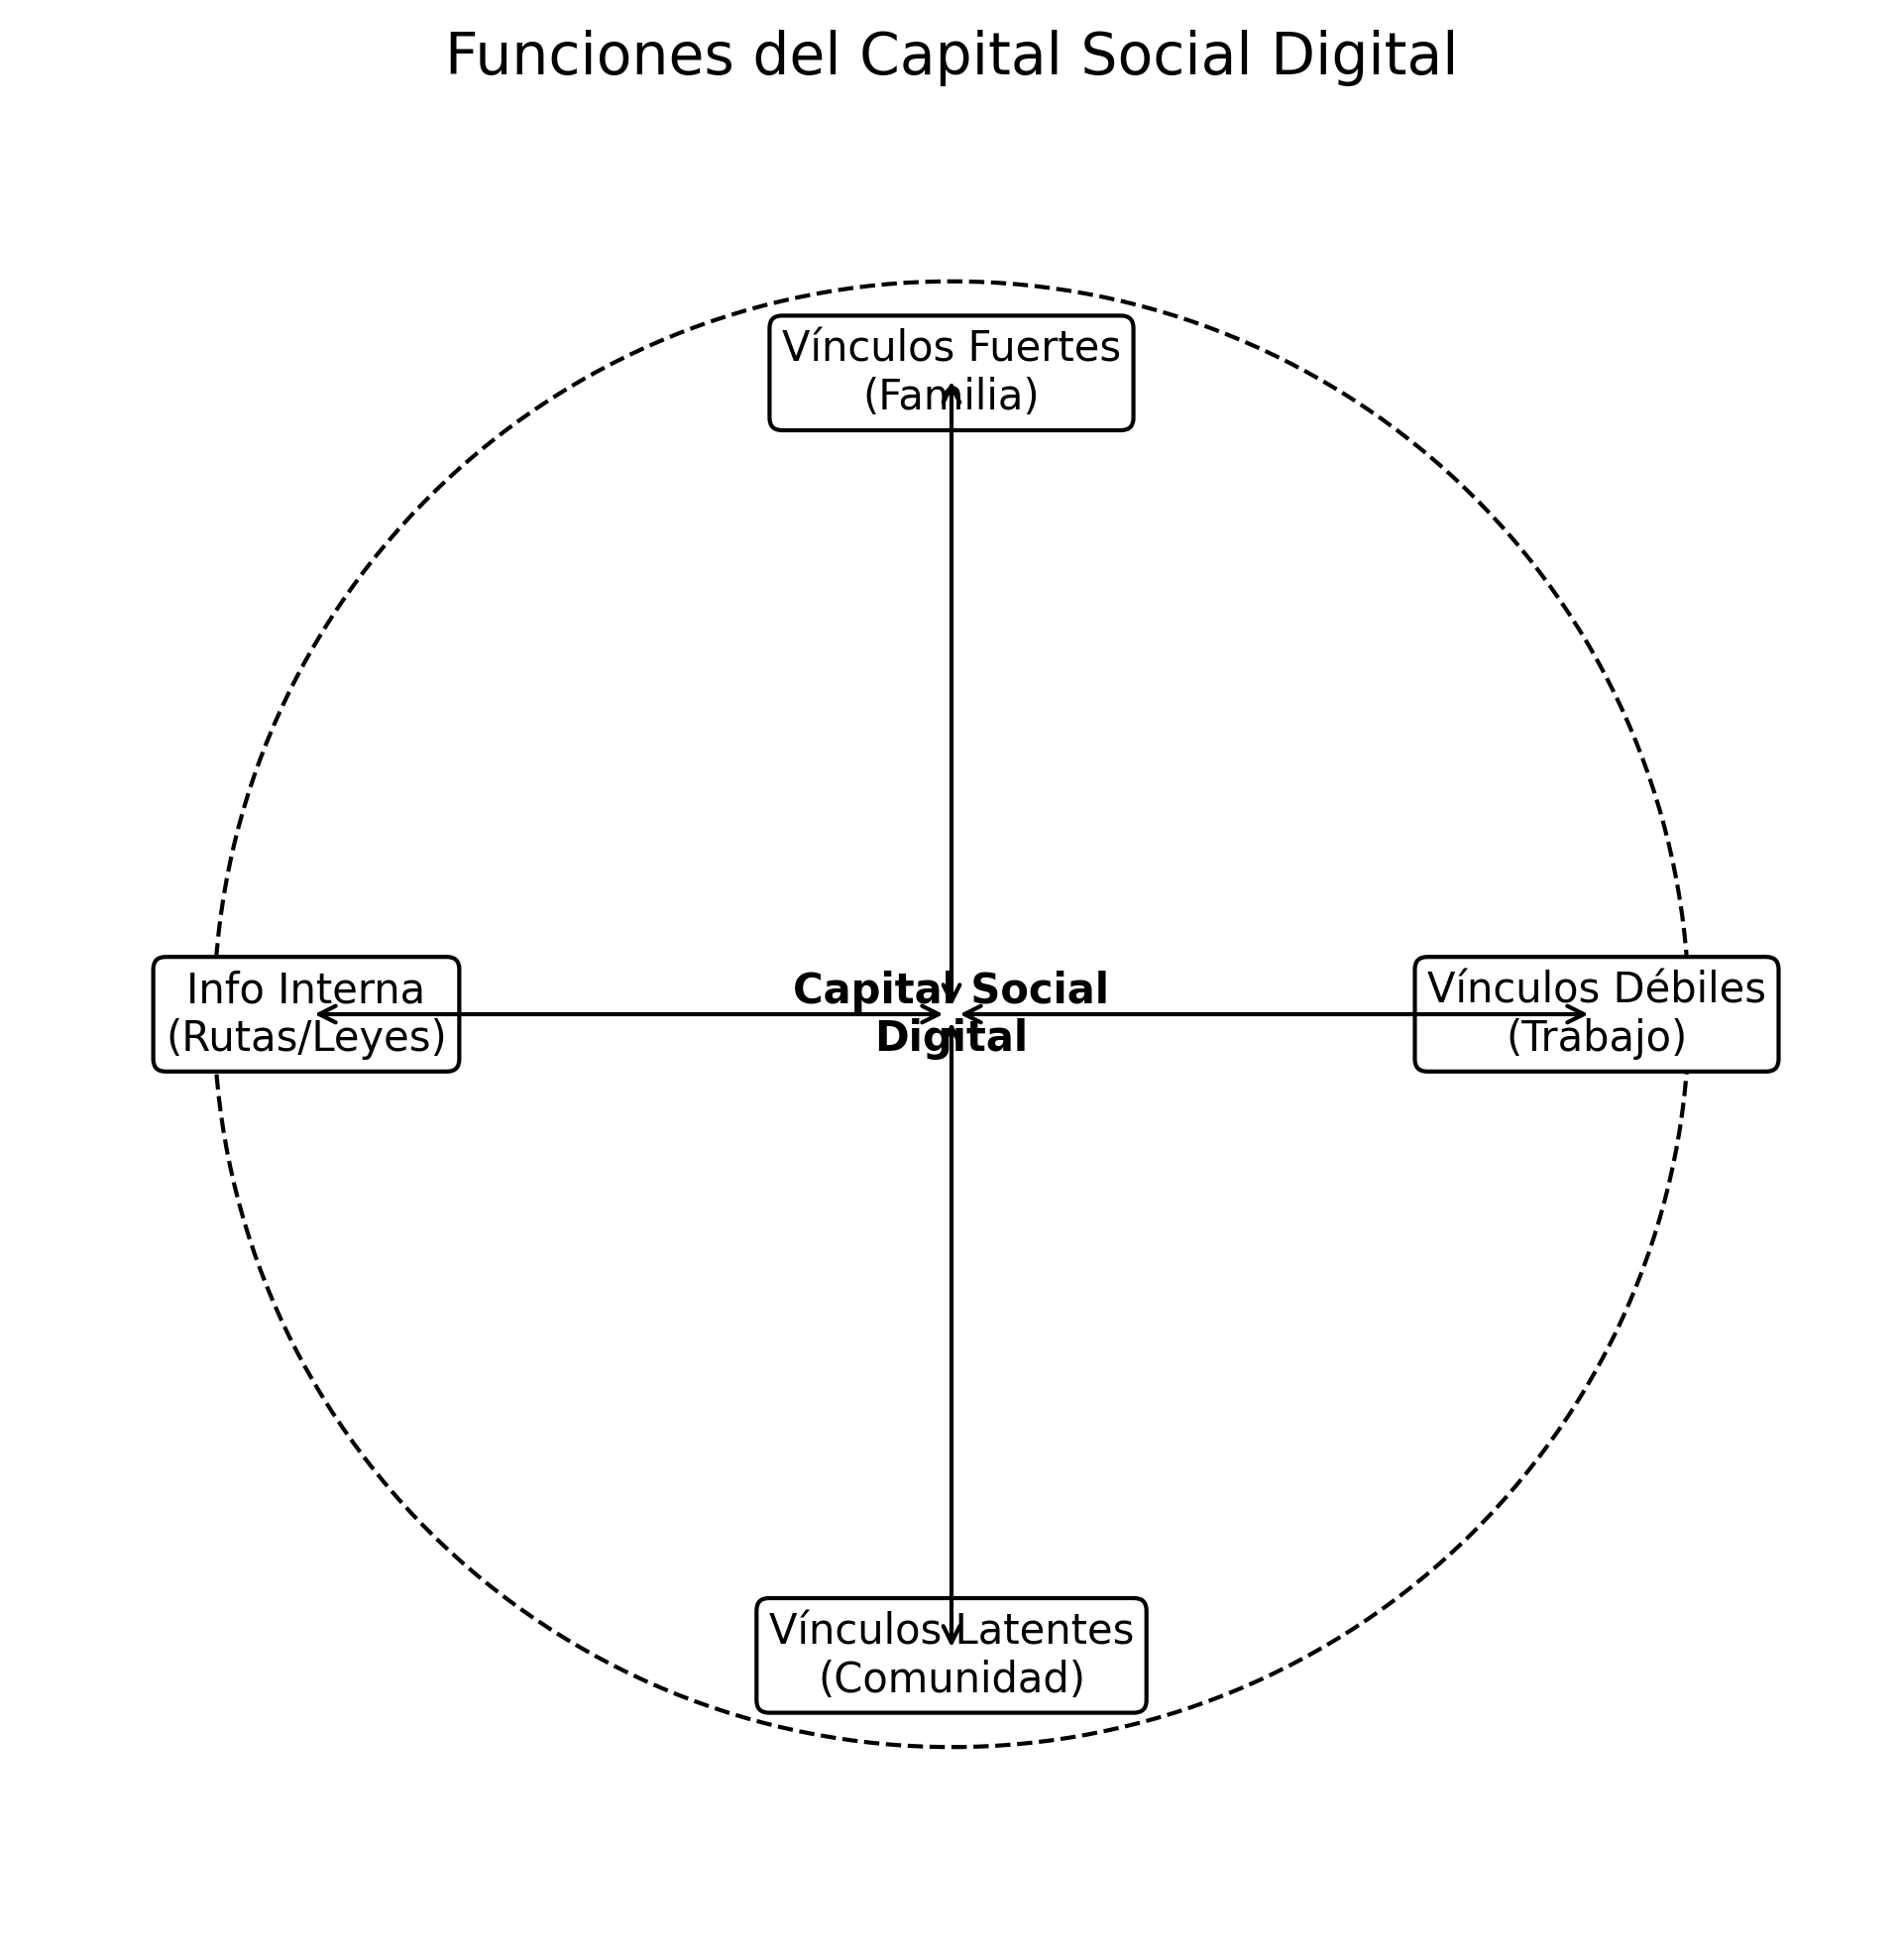 Funciones del Capital Social Digital
Vínculos Fuertes
(Familia)
Info Interna
(Rutas/Leyes)
Capital Social
Digital
Vínculos Débiles
(Trabajo)
Vínculos Latentes
(Comunidad)